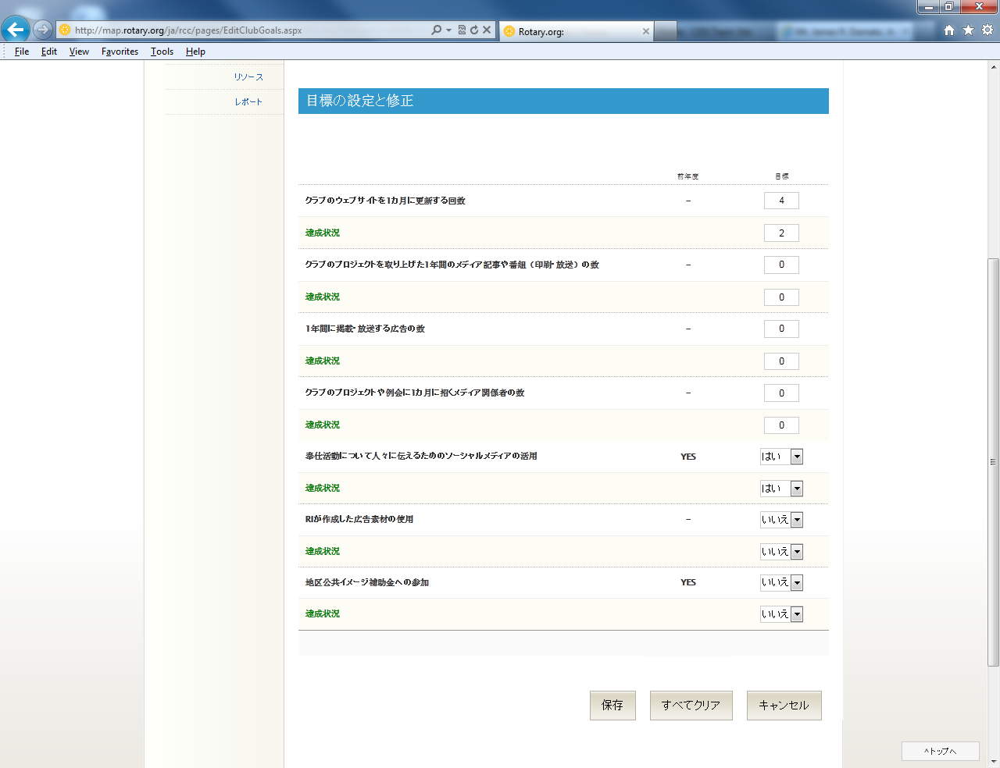 http://map.rotary.org/ja/rcc/pages/EditClubGoals.aspx
Rotary.org:
File Edit View Favorites Tools Help
リソース
レポート
目標の設定と修正
前年度 目標
クラブのウェブサイトを1カ月に更新する回数 – 4
達成状況 2
クラブのプロジェクトを取り上げた1年間のメディア記事や番組（印刷・放送）の数 – 0
達成状況 0
1年間に掲載・放送する広告の数 – 0
達成状況 0
クラブのプロジェクトや例会に1カ月に招くメディア関係者の数 – 0
達成状況 0
奉仕活動について人々に伝えるためのソーシャルメディアの活用 YES はい
達成状況 はい
RIが作成した広告素材の使用 – いいえ
達成状況 いいえ
地区公共イメージ補助金への参加 YES いいえ
達成状況 いいえ
保存 すべてクリア キャンセル
^トップへ